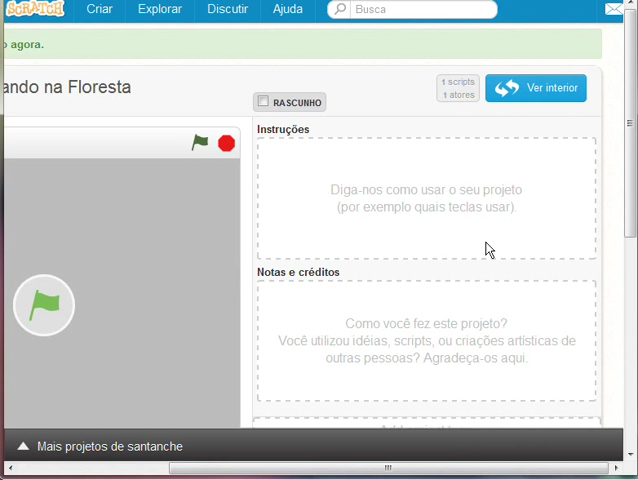 SCRATCH Criar Explorar Discutir Ajuda Busca
o agora.
ando na Floresta
1 scripts
1 atores
Ver interior
RASCUNHO
Instruções
Diga-nos como usar o seu projeto
(por exemplo quais teclas usar).
Notas e créditos
Como você fez este projeto?
Você utilizou idéias, scripts, ou criações artísticas de
outras pessoas? Agradeça-os aqui.
Mais projetos de santanche